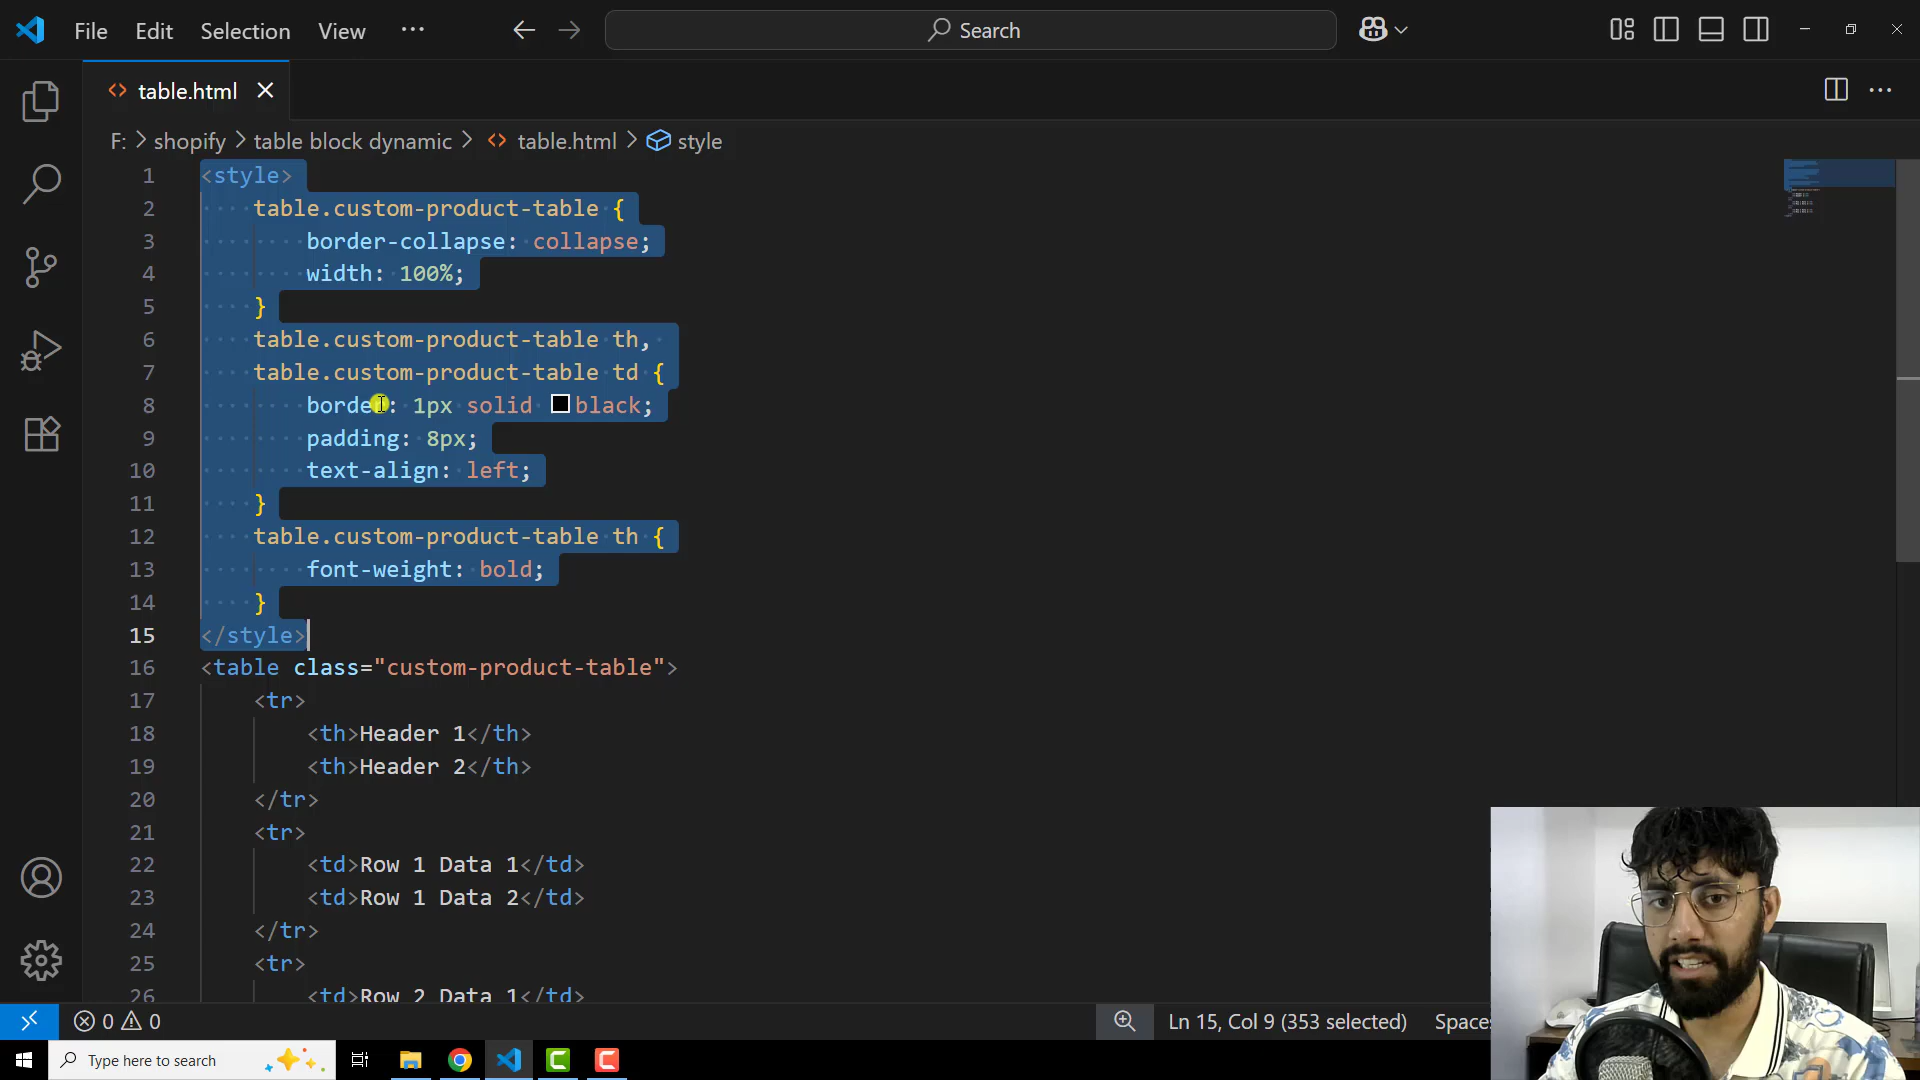 File Edit Selection View ··· Search
table.html
F: > shopify > table block dynamic > table.html > style
1 <style>
2 ····table.custom-product-table·{
3 ········border-collapse:·collapse;
4 ········width:·100%;
5 ····}
6 ····table.custom-product-table·th,·
7 ····table.custom-product-table·td·{
8 ········border:·1px·solid·black;
9 ········padding:·8px;
10 ········text-align:·left;
11 ····}
12 ····table.custom-product-table·th·{
13 ········font-weight:·bold;
14 ····}
15 </style>
16 <table class="custom-product-table">
17 <tr>
18 <th>Header 1</th>
19 <th>Header 2</th>
20 </tr>
21 <tr>
22 <td>Row 1 Data 1</td>
23 <td>Row 1 Data 2</td>
24 </tr>
25 <tr>
26 <td>Row 2 Data 1</td>
0 0 Ln 15, Col 9 (353 selected) Spaces
Type here to search